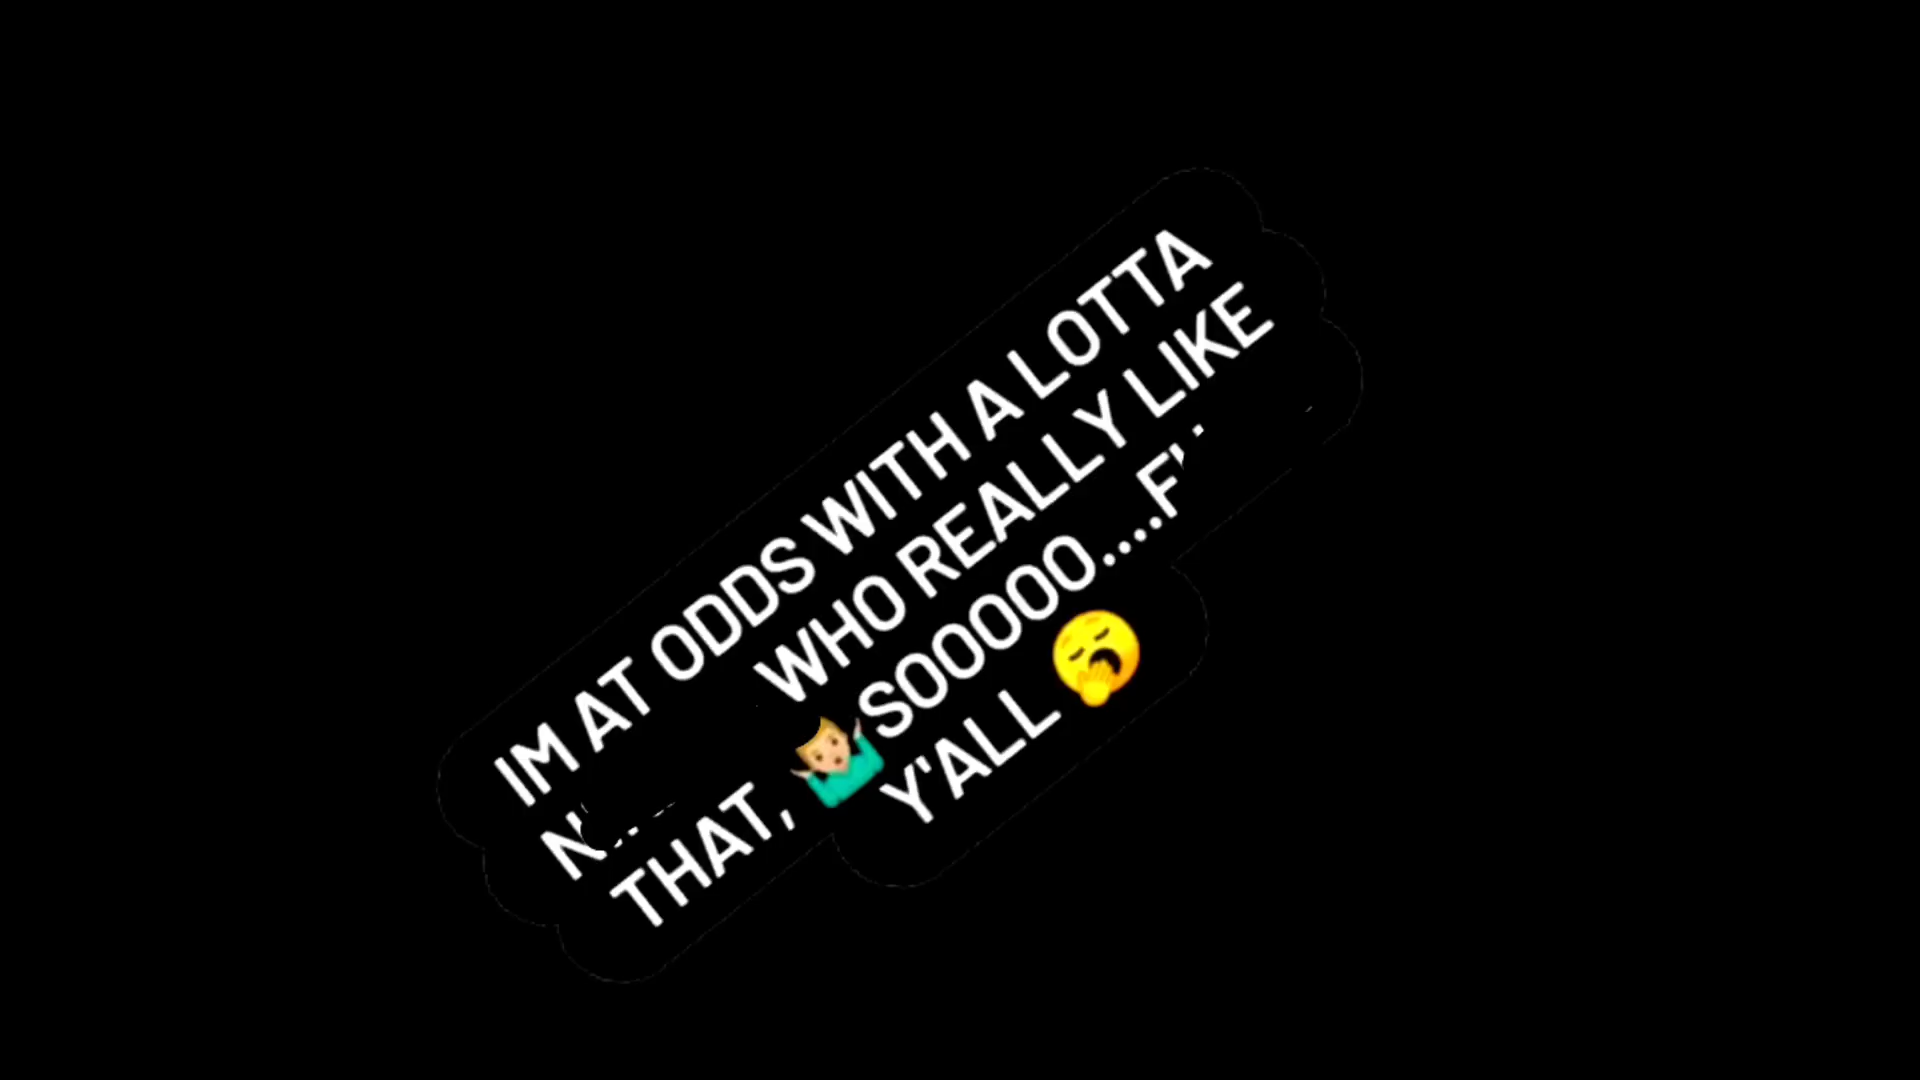 IM AT ODDS WITH A LOTTA
WHO REALLY LIKE
THAT, 🤷🏼‍♂️SOOOOO....
Y'ALL 🥱